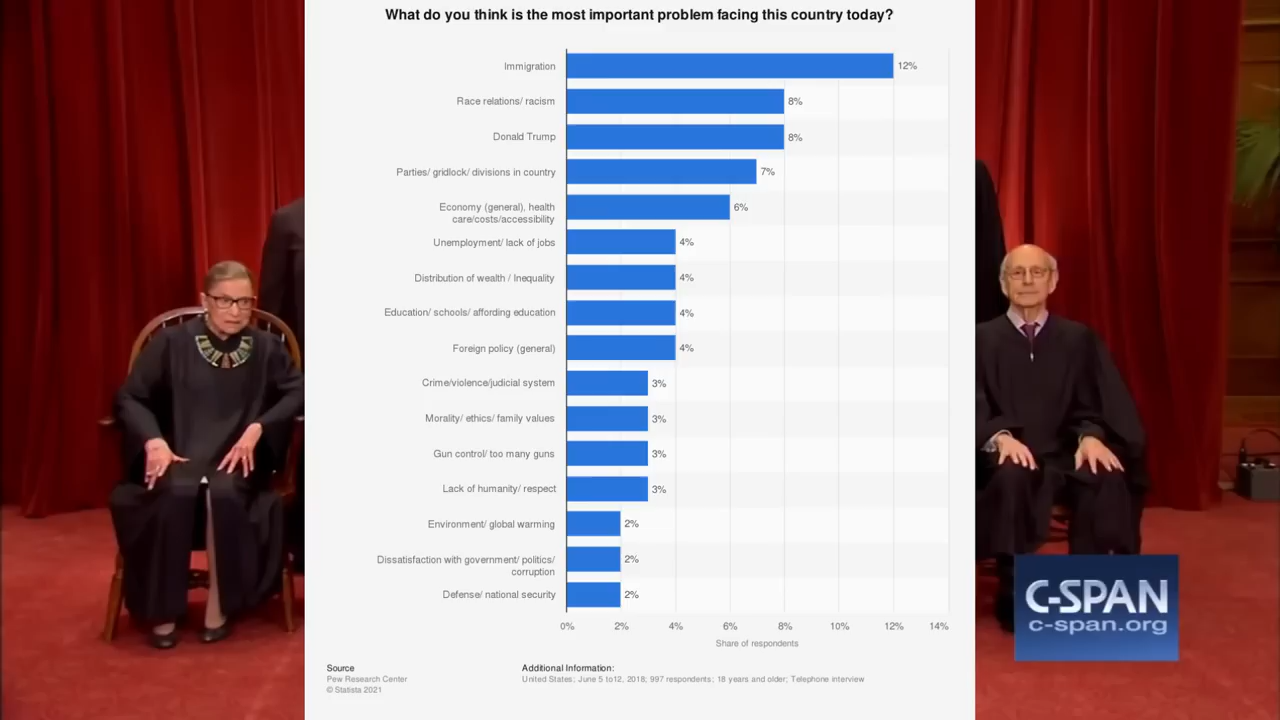 What do you think is the most important problem facing this country today?
Immigration
12%
Race relations/ racism
8%
Donald Trump
8%
Parties/ gridlock/ divisions in country
7%
Economy (general), health
care/costs/accessibility
6%
Unemployment/ lack of jobs
4%
Distribution of wealth / Inequality
4%
Education/ schools/ affording education
4%
Foreign policy (general)
4%
Crime/violence/judicial system
3%
Morality/ ethics/ family values
3%
Gun control/ too many guns
3%
Lack of humanity/ respect
3%
Environment/ global warming
2%
Dissatisfaction with government/ politics/
corruption
2%
Defense/ national security
2%
0% 2% 4% 6% 8% 10% 12% 14%
Share of respondents
Source
Pew Research Center
© Statista 2021
Additional Information:
United States; June 5 to12, 2018; 997 respondents; 18 years and older; Telephone interview
C-SPAN
c-span.org